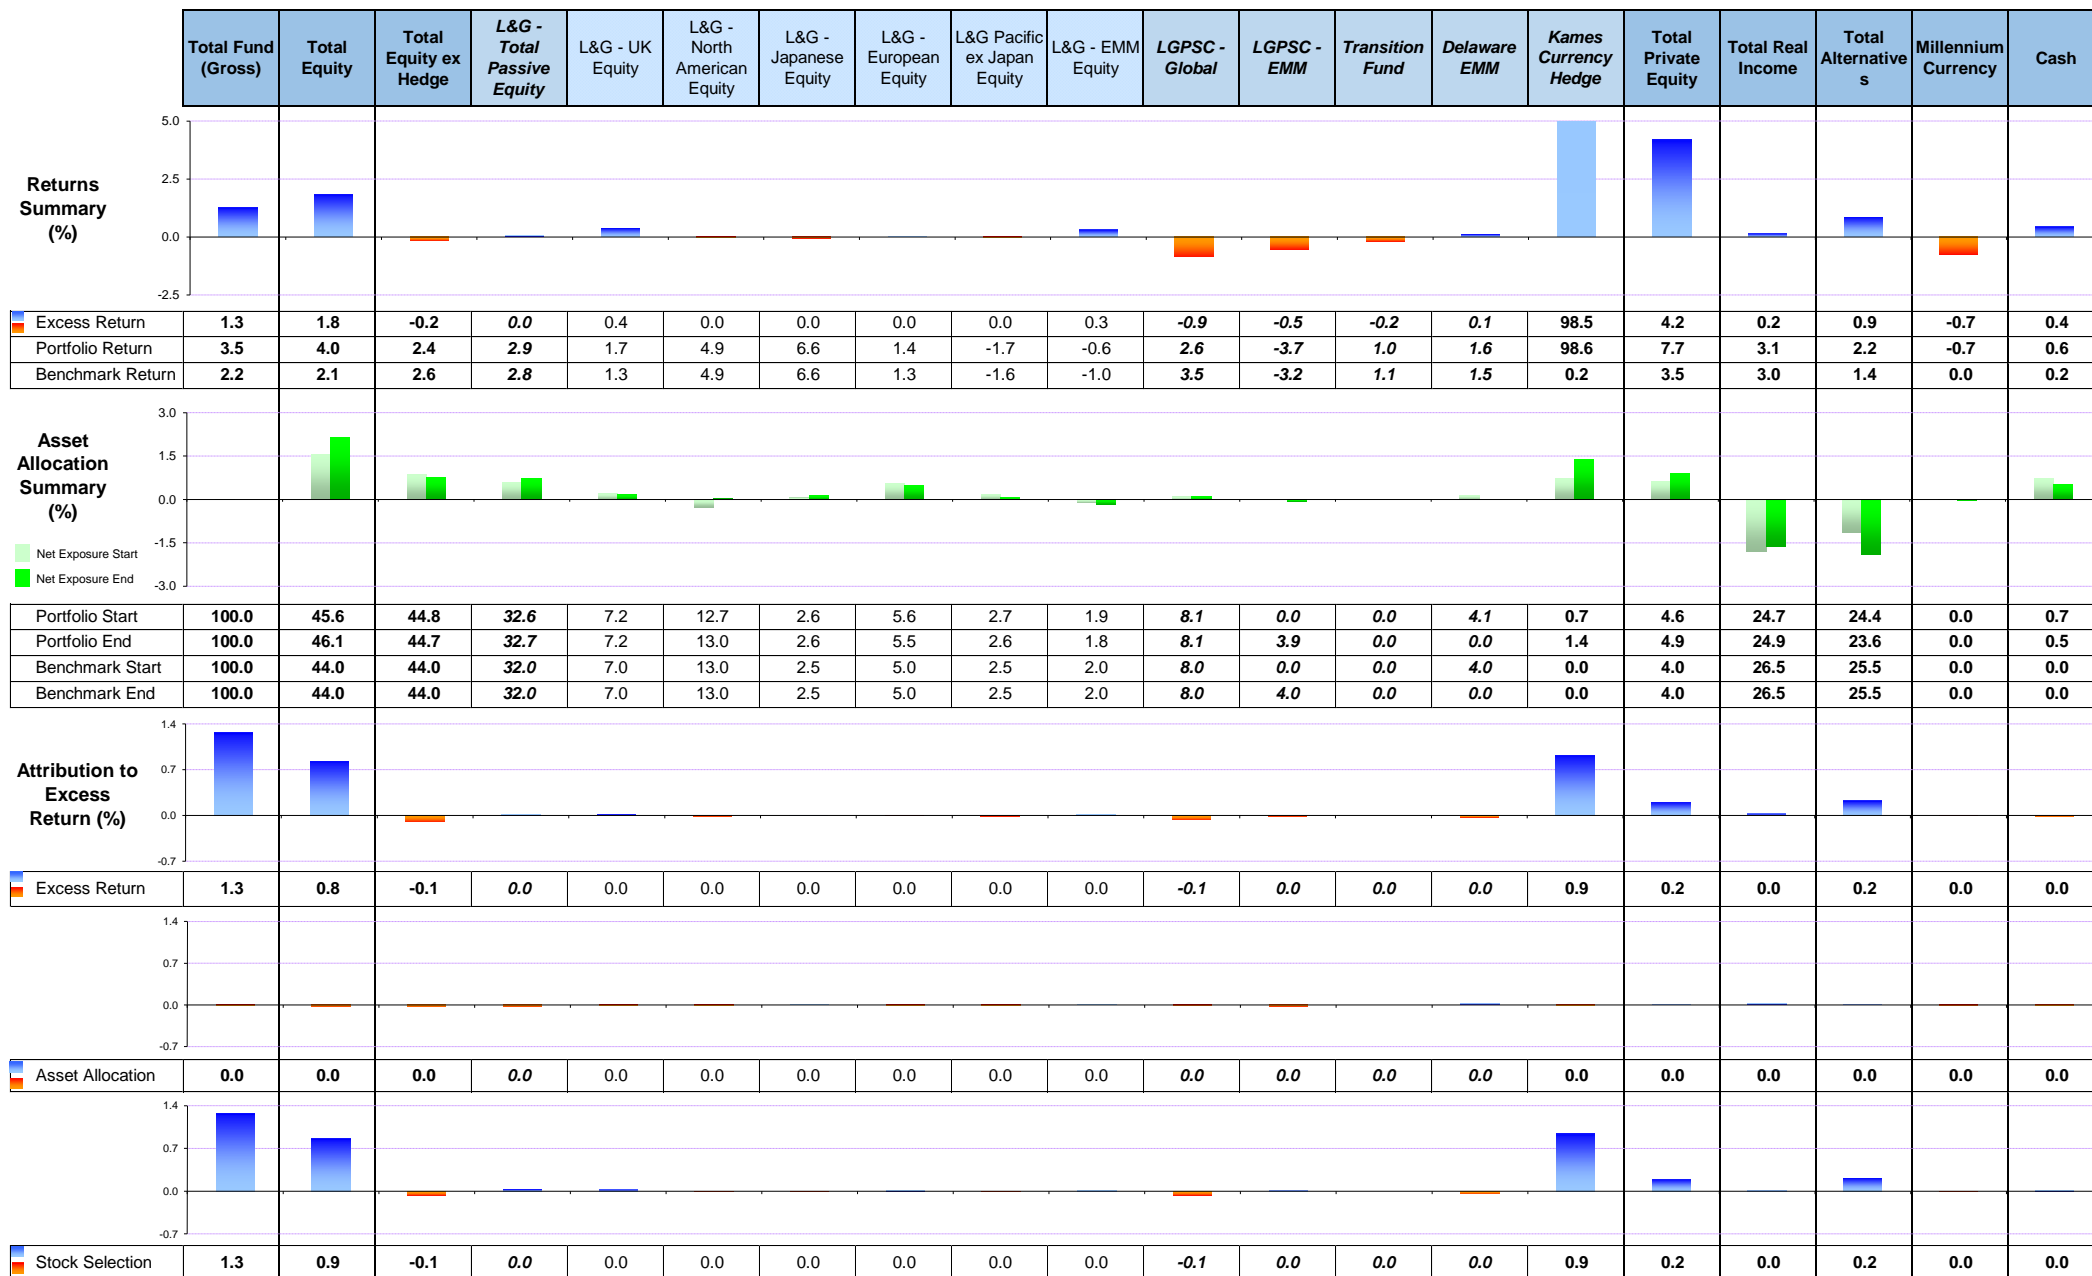 Total Fund (Gross)
Total Equity
Total Equity ex Hedge
L&G - Total Passive Equity
L&G - UK Equity
L&G - North American Equity
L&G - Japanese Equity
L&G - European Equity
L&G Pacific ex Japan Equity
L&G - EMM Equity
LGPSC - Global
LGPSC - EMM
Transition Fund
Delaware EMM
Kames Currency Hedge
Total Private Equity
Total Real Income
Total Alternatives
Millennium Currency
Cash
Returns Summary (%)
5.0
2.5
0.0
-2.5
Excess Return 1.3 1.8 -0.2 0.0 0.4 0.0 0.0 0.0 0.0 0.3 -0.9 -0.5 -0.2 0.1 98.5 4.2 0.2 0.9 -0.7 0.4
Portfolio Return 3.5 4.0 2.4 2.9 1.7 4.9 6.6 1.4 -1.7 -0.6 2.6 -3.7 1.0 1.6 98.6 7.7 3.1 2.2 -0.7 0.6
Benchmark Return 2.2 2.1 2.6 2.8 1.3 4.9 6.6 1.3 -1.6 -1.0 3.5 -3.2 1.1 1.5 0.2 3.5 3.0 1.4 0.0 0.2
Asset Allocation Summary (%)
Net Exposure Start
Net Exposure End
3.0
1.5
0.0
-1.5
-3.0
Portfolio Start 100.0 45.6 44.8 32.6 7.2 12.7 2.6 5.6 2.7 1.9 8.1 0.0 0.0 4.1 0.7 4.6 24.7 24.4 0.0 0.7
Portfolio End 100.0 46.1 44.7 32.7 7.2 13.0 2.6 5.5 2.6 1.8 8.1 3.9 0.0 0.0 1.4 4.9 24.9 23.6 0.0 0.5
Benchmark Start 100.0 44.0 44.0 32.0 7.0 13.0 2.5 5.0 2.5 2.0 8.0 0.0 0.0 4.0 0.0 4.0 26.5 25.5 0.0 0.0
Benchmark End 100.0 44.0 44.0 32.0 7.0 13.0 2.5 5.0 2.5 2.0 8.0 4.0 0.0 0.0 0.0 4.0 26.5 25.5 0.0 0.0
Attribution to Excess Return (%)
1.4
0.7
0.0
-0.7
Excess Return 1.3 0.8 -0.1 0.0 0.0 0.0 0.0 0.0 0.0 0.0 -0.1 0.0 0.0 0.0 0.9 0.2 0.0 0.2 0.0 0.0
1.4
0.7
0.0
-0.7
Asset Allocation 0.0 0.0 0.0 0.0 0.0 0.0 0.0 0.0 0.0 0.0 0.0 0.0 0.0 0.0 0.0 0.0 0.0 0.0 0.0 0.0
1.4
0.7
0.0
-0.7
Stock Selection 1.3 0.9 -0.1 0.0 0.0 0.0 0.0 0.0 0.0 0.0 -0.1 0.0 0.0 0.0 0.9 0.2 0.0 0.2 0.0 0.0